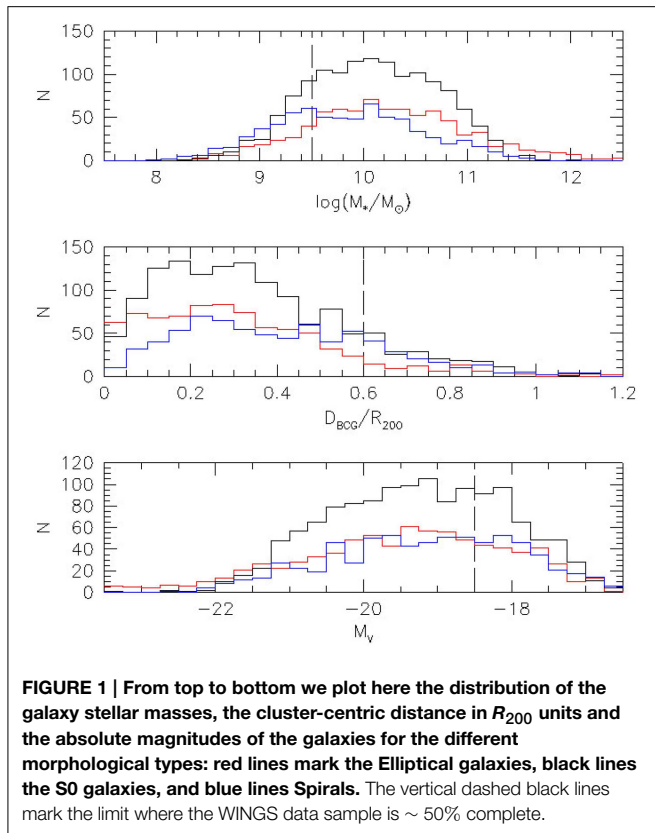 150
100
50
0
N
8 9 10 11 12
log(M*/M☉)
150
100
50
0
N
0 0.2 0.4 0.6 0.8 1 1.2
D_BCG/R_200
120
100
80
60
40
20
0
N
−22 −20 −18
M_V
FIGURE 1 | From top to bottom we plot here the distribution of the
galaxy stellar masses, the cluster-centric distance in R200 units and
the absolute magnitudes of the galaxies for the different
morphological types: red lines mark the Elliptical galaxies, black lines
the S0 galaxies, and blue lines Spirals. The vertical dashed black lines
mark the limit where the WINGS data sample is ~ 50% complete.